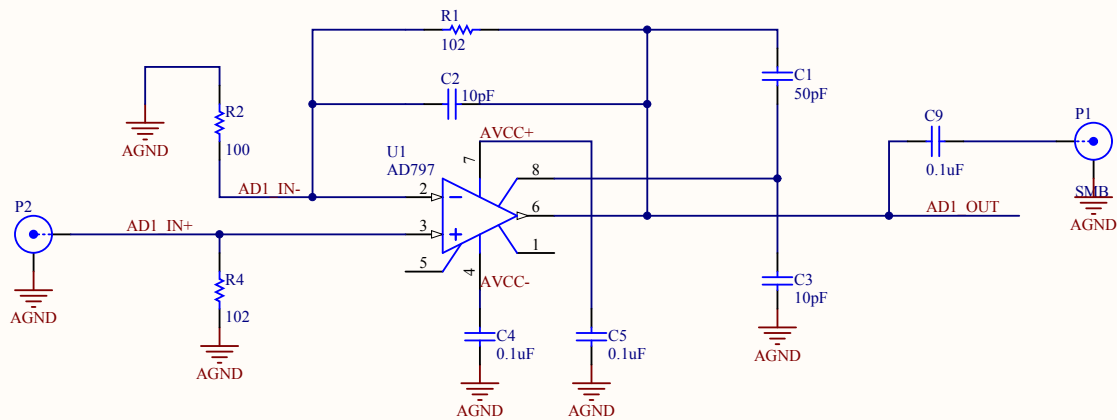 R1
102
C2
10pF
C1
50pF
R2
100
AGND
AVCC+
U1
AD797
7
8
C9
0.1uF
P1
SMB
AGND
AD1_IN-
2
6
AD1_OUT
P2
AD1_IN+
3
1
5
4
AVCC-
AGND
R4
102
AGND
C3
10pF
AGND
C4
0.1uF
AGND
C5
0.1uF
AGND